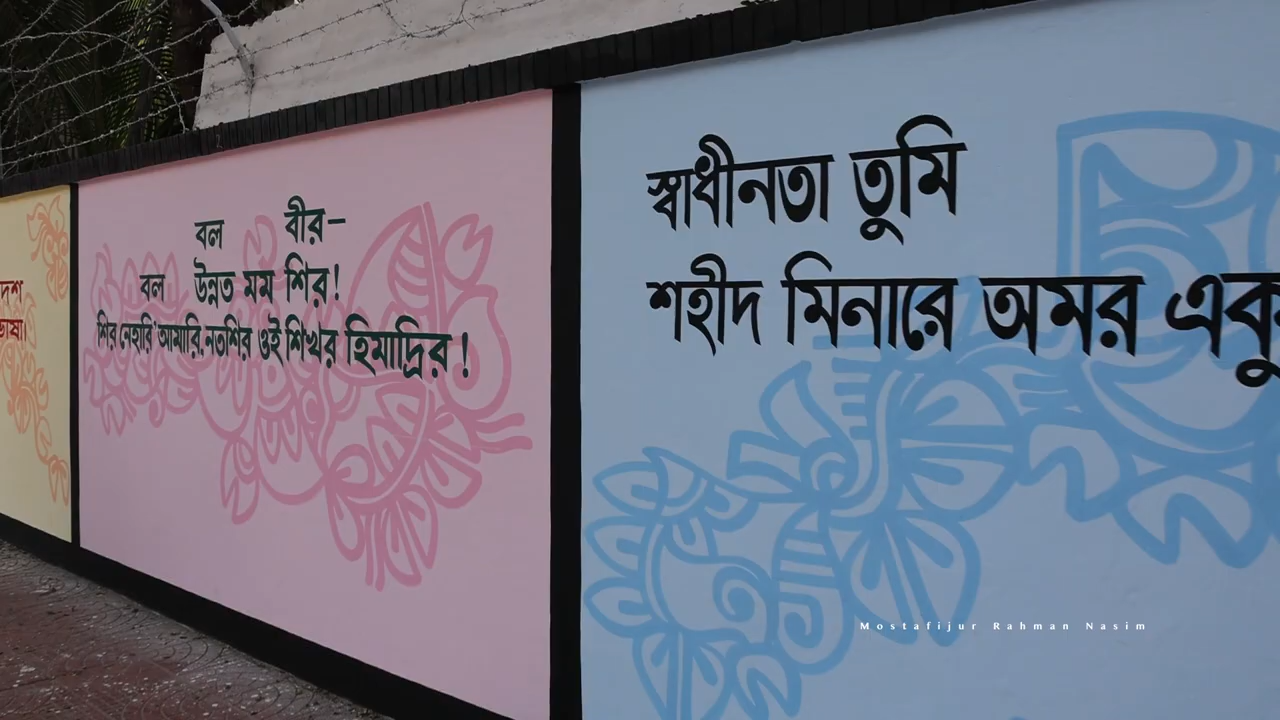 দেশ
ভাষা
বল বীর–
বল উন্নত মম শির!
শির নেহারি' আমারি, নতশির ওই শিখর হিমাদ্রির!
স্বাধীনতা তুমি
শহীদ মিনারে অমর
Mostafijur Rahman Nasim